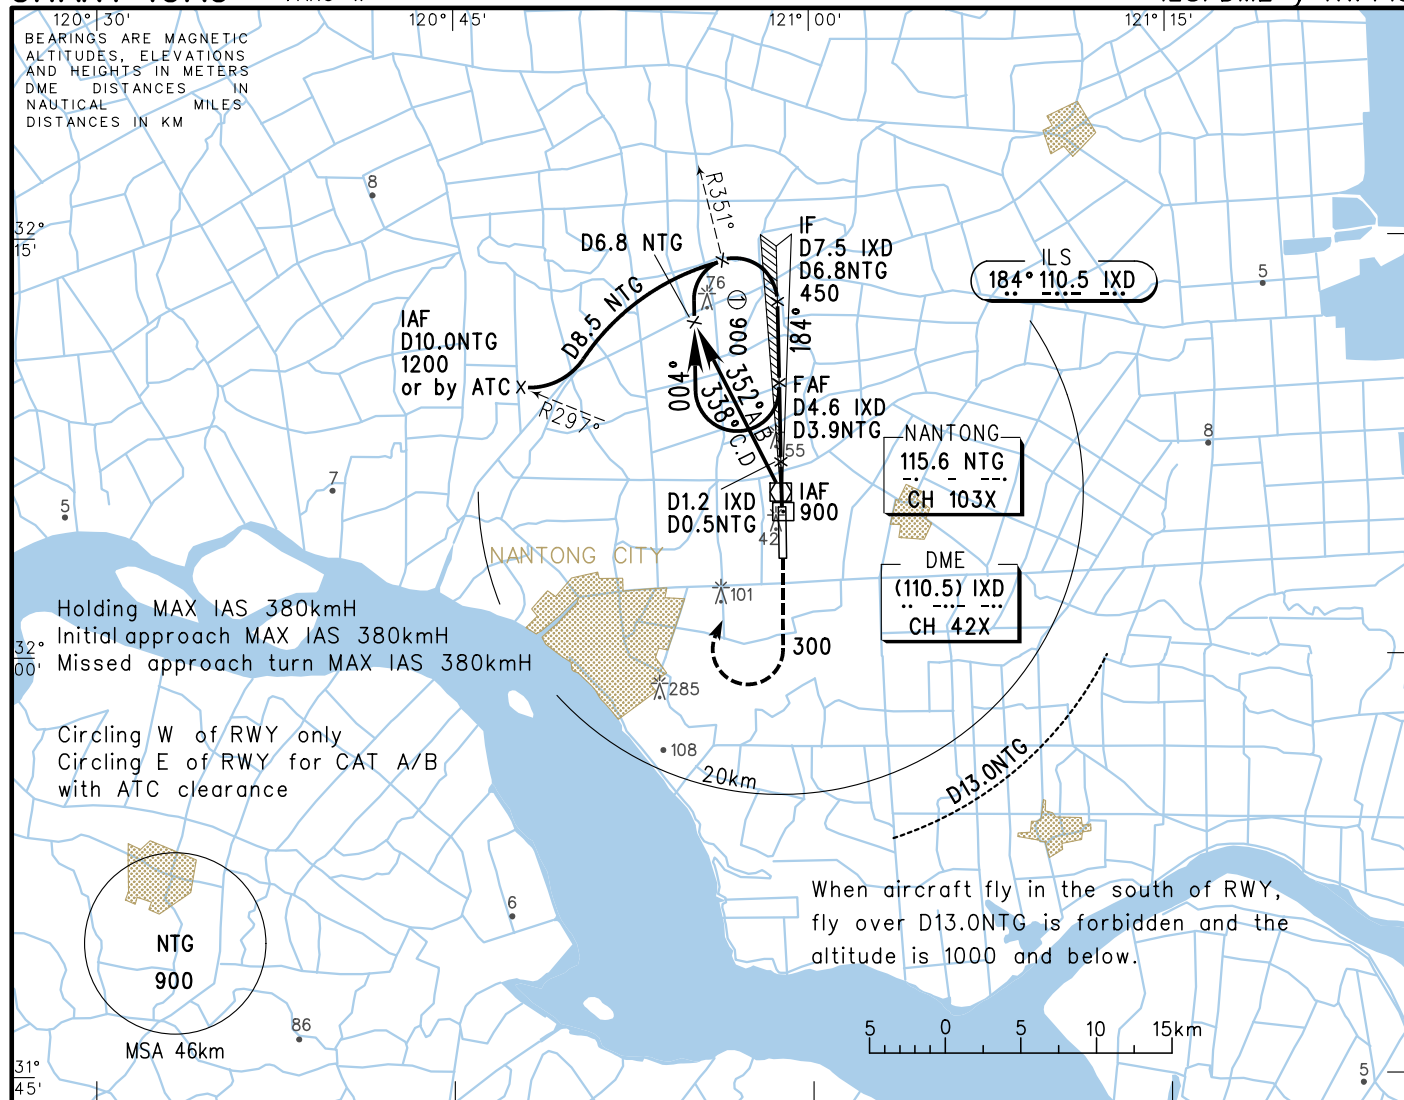 120° 30'
120° 45'
121° 00'
121° 15'
BEARINGS ARE MAGNETIC
ALTITUDES, ELEVATIONS
AND HEIGHTS IN METERS
DME DISTANCES IN
NAUTICAL MILES
DISTANCES IN KM
8
32°
15'
R351°
D6.8 NTG
IF
D7.5 IXD
D6.8NTG
450
ILS
184° 110.5 IXD
5
76
1
900
184°
D8.5 NTG
IAF
D10.0NTG
1200
or by ATC
R297°
004°
352° A.B
338° C.D
FAF
D4.6 IXD
D3.9NTG
55
8
NANTONG
115.6 NTG
CH 103X
7
5
D1.2 IXD
D0.5NTG
IAF
900
42
NANTONG CITY
DME
(110.5) IXD
CH 42X
101
Holding MAX IAS 380kmH
Initial approach MAX IAS 380kmH
Missed approach turn MAX IAS 380kmH
32°
00'
300
285
Circling W of RWY only
Circling E of RWY for CAT A/B
with ATC clearance
108
20km
D13.0NTG
When aircraft fly in the south of RWY,
fly over D13.0NTG is forbidden and the
altitude is 1000 and below.
6
NTG
900
MSA 46km
86
5 0 5 10 15km
31°
45'
5